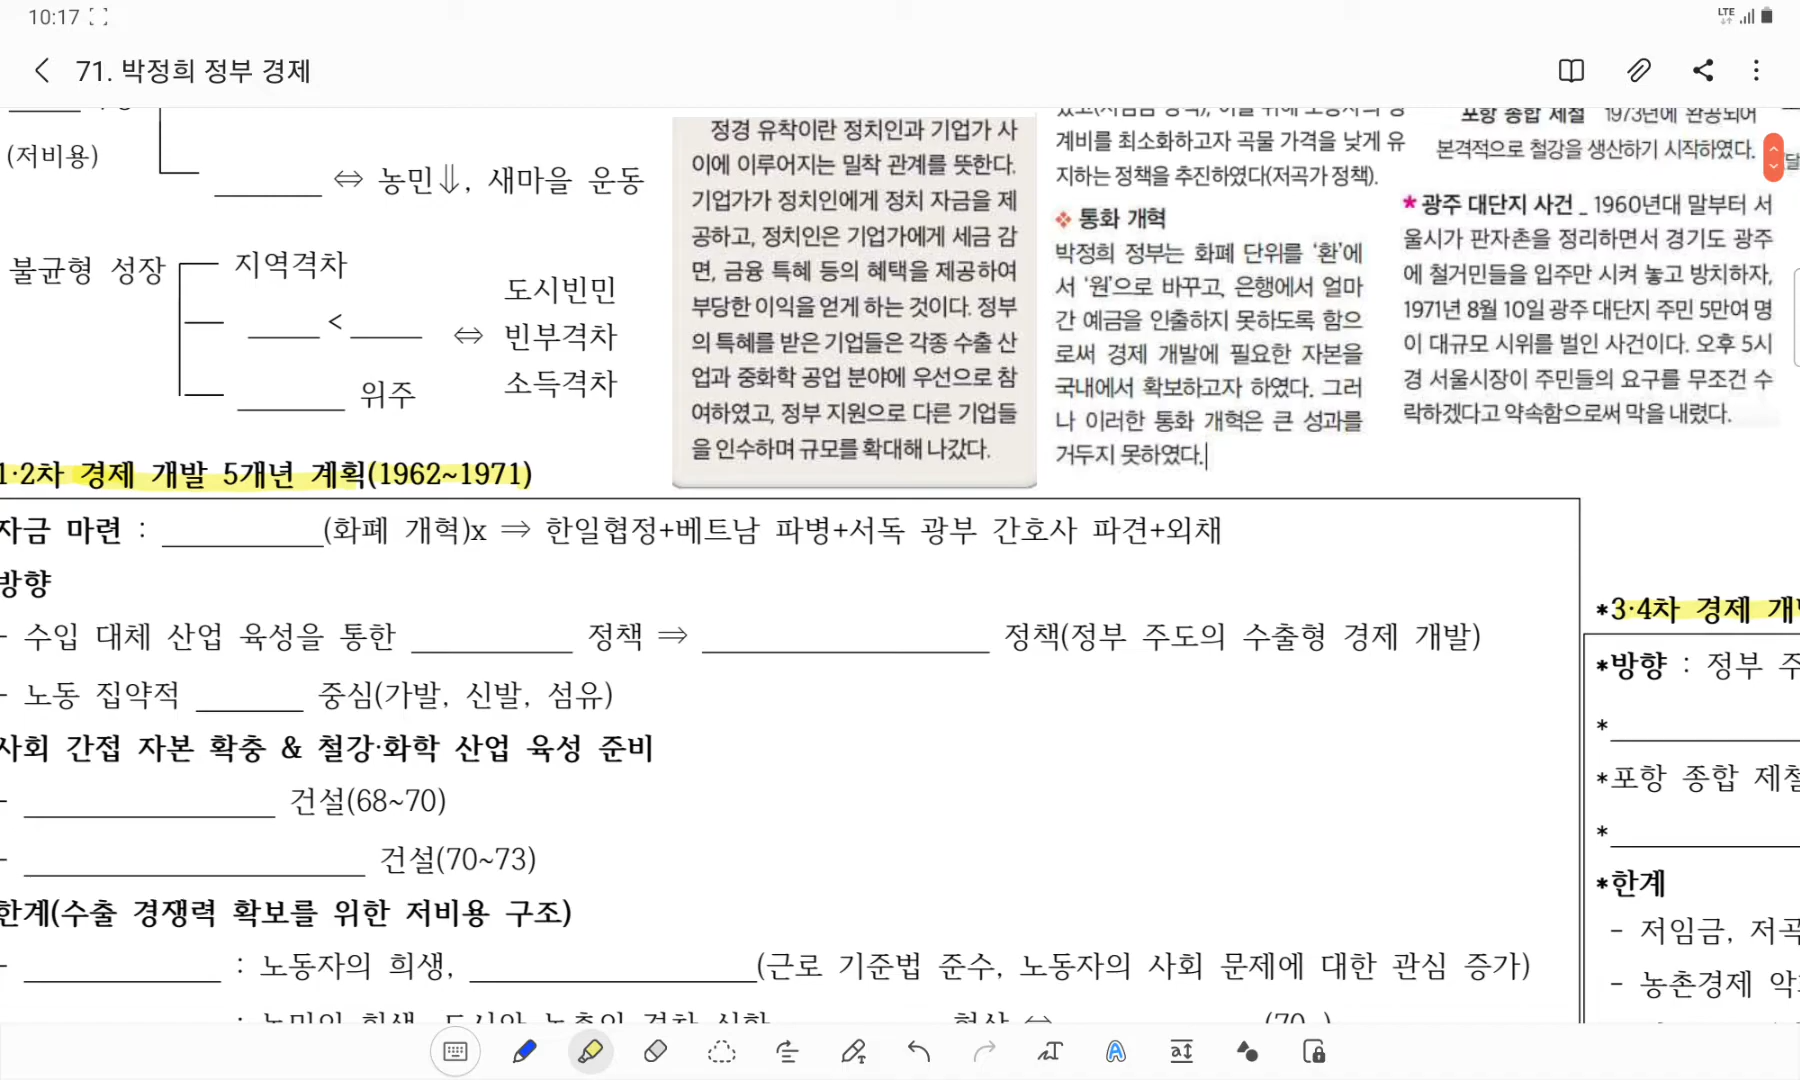 10:17
LTE
71. 박정희 정부 경제
(저비용)
⇔ 농민⇓, 새마을 운동
불균형 성장
지역격차
<
위주
⇔
도시빈민
빈부격차
소득격차
정경 유착이란 정치인과 기업가 사
이에 이루어지는 밀착 관계를 뜻한다.
기업가가 정치인에게 정치 자금을 제
공하고, 정치인은 기업가에게 세금 감
면, 금융 특혜 등의 혜택을 제공하여
부당한 이익을 얻게 하는 것이다. 정부
의 특혜를 받은 기업들은 각종 수출 산
업과 중화학 공업 분야에 우선으로 참
여하였고, 정부 지원으로 다른 기업들
을 인수하며 규모를 확대해 나갔다.
계비를 최소화하고자 곡물 가격을 낮게 유
지하는 정책을 추진하였다(저곡가 정책).
❖ 통화 개혁
박정희 정부는 화폐 단위를 ‘환’에
서 ‘원’으로 바꾸고, 은행에서 얼마
간 예금을 인출하지 못하도록 함으
로써 경제 개발에 필요한 자본을
국내에서 확보하고자 하였다. 그러
나 이러한 통화 개혁은 큰 성과를
거두지 못하였다.
포항 종합 제철 1973년에 완공되어
본격적으로 철강을 생산하기 시작하였다.
* 광주 대단지 사건 _ 1960년대 말부터 서
울시가 판자촌을 정리하면서 경기도 광주
에 철거민들을 입주만 시켜 놓고 방치하자,
1971년 8월 10일 광주 대단지 주민 5만여 명
이 대규모 시위를 벌인 사건이다. 오후 5시
경 서울시장이 주민들의 요구를 무조건 수
락하겠다고 약속함으로써 막을 내렸다.
1·2차 경제 개발 5개년 계획(1962~1971)
자금 마련 : (화폐 개혁)x ⇒ 한일협정+베트남 파병+서독 광부 간호사 파견+외채
방향
- 수입 대체 산업 육성을 통한 정책 ⇒ 정책(정부 주도의 수출형 경제 개발)
- 노동 집약적 중심(가발, 신발, 섬유)
사회 간접 자본 확충 & 철강·화학 산업 육성 준비
- 건설(68~70)
- 건설(70~73)
한계(수출 경쟁력 확보를 위한 저비용 구조)
- : 노동자의 희생, (근로 기준법 준수, 노동자의 사회 문제에 대한 관심 증가)
*3·4차 경제
*방향 : 정부
*
*포항 종합
*
*한계
- 저임금,
- 농촌경제